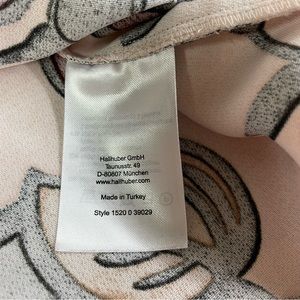 Hallhuber GmbH
Taunusstr. 49
D-80807 München
www.hallhuber.com
Made in Turkey
Style 1520 0 39029